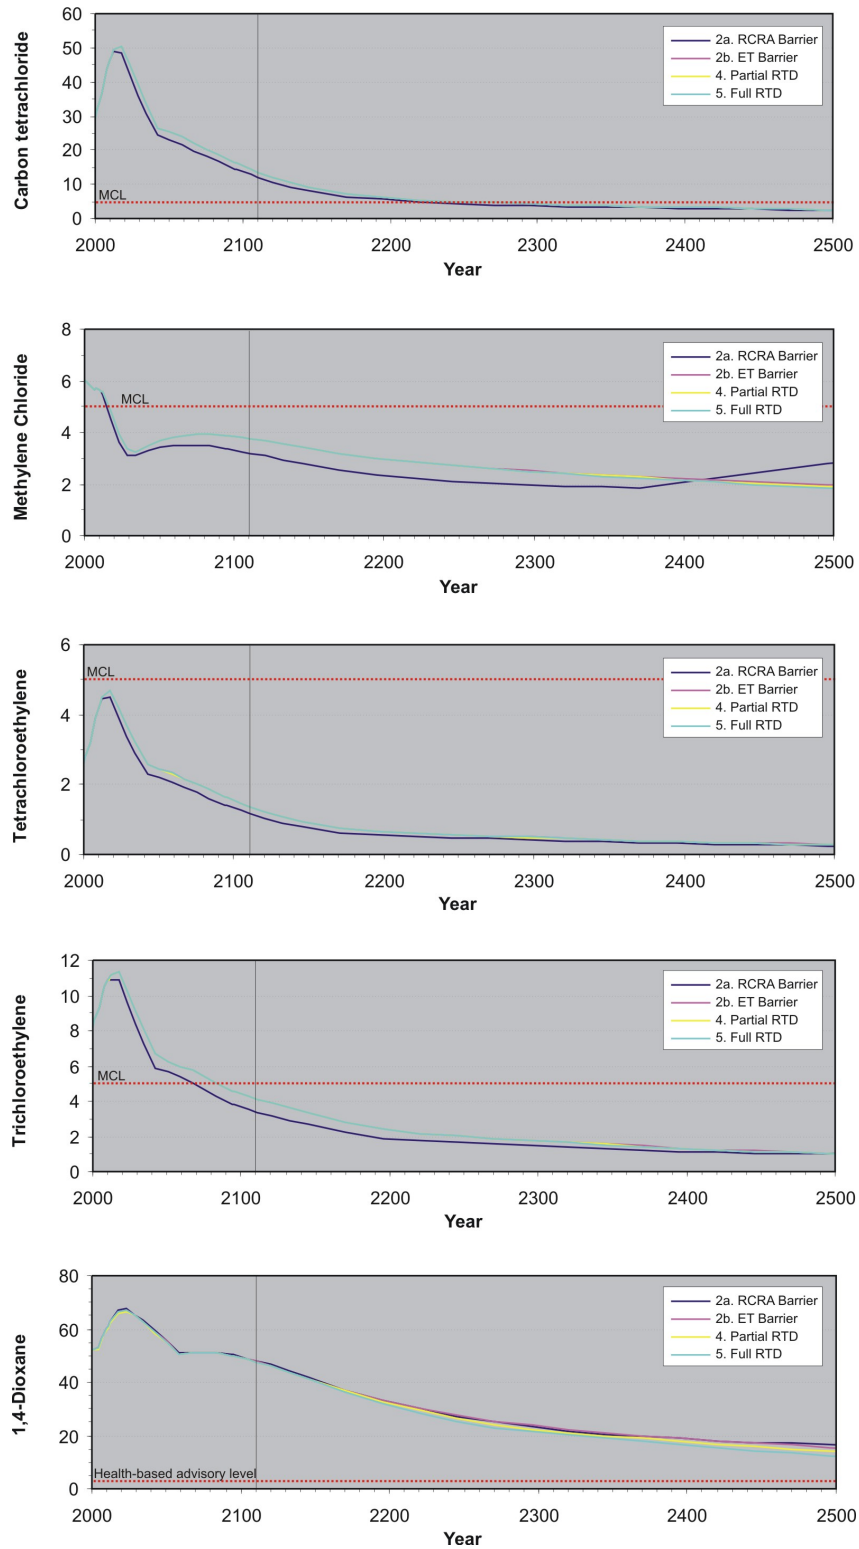 Carbon tetrachloride
60
50
40
30
20
10
0
MCL
2a. RCRA Barrier
2b. ET Barrier
4. Partial RTD
5. Full RTD
2000 2100 2200 2300 2400 2500
Year
Methylene Chloride
8
6
4
2
0
MCL
2a. RCRA Barrier
2b. ET Barrier
4. Partial RTD
5. Full RTD
2000 2100 2200 2300 2400 2500
Year
Tetrachloroethylene
6
4
2
0
MCL
2a. RCRA Barrier
2b. ET Barrier
4. Partial RTD
5. Full RTD
2000 2100 2200 2300 2400 2500
Year
Trichloroethylene
12
10
8
6
4
2
0
MCL
2a. RCRA Barrier
2b. ET Barrier
4. Partial RTD
5. Full RTD
2000 2100 2200 2300 2400 2500
Year
1,4-Dioxane
80
60
40
20
0
Health-based advisory level
2a. RCRA Barrier
2b. ET Barrier
4. Partial RTD
5. Full RTD
2000 2100 2200 2300 2400 2500
Year